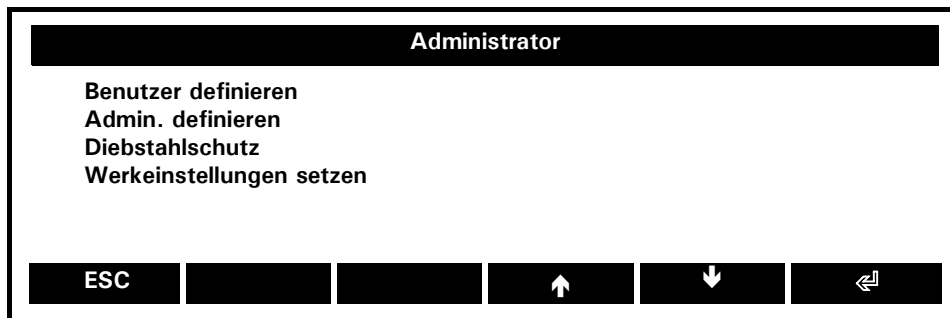 Administrator
Benutzer definieren
Admin. definieren
Diebstahlschutz
Werkeinstellungen setzen
ESC